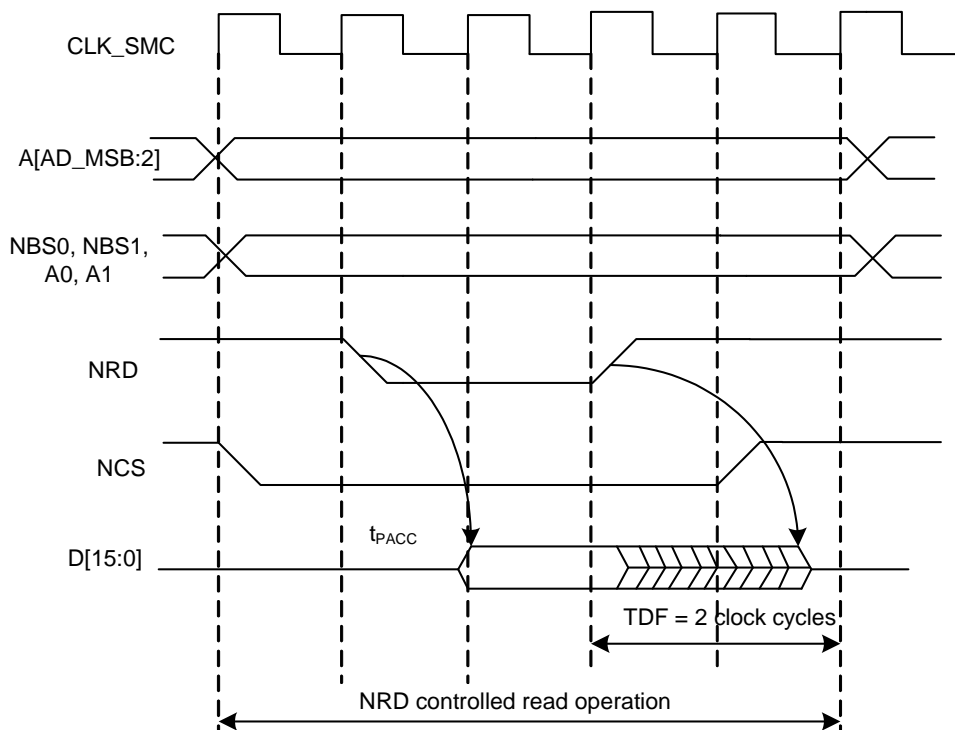 CLK_SMC
A[AD_MSB:2]
NBS0, NBS1,
A0, A1
NRD
NCS
tPACC
D[15:0]
TDF = 2 clock cycles
NRD controlled read operation